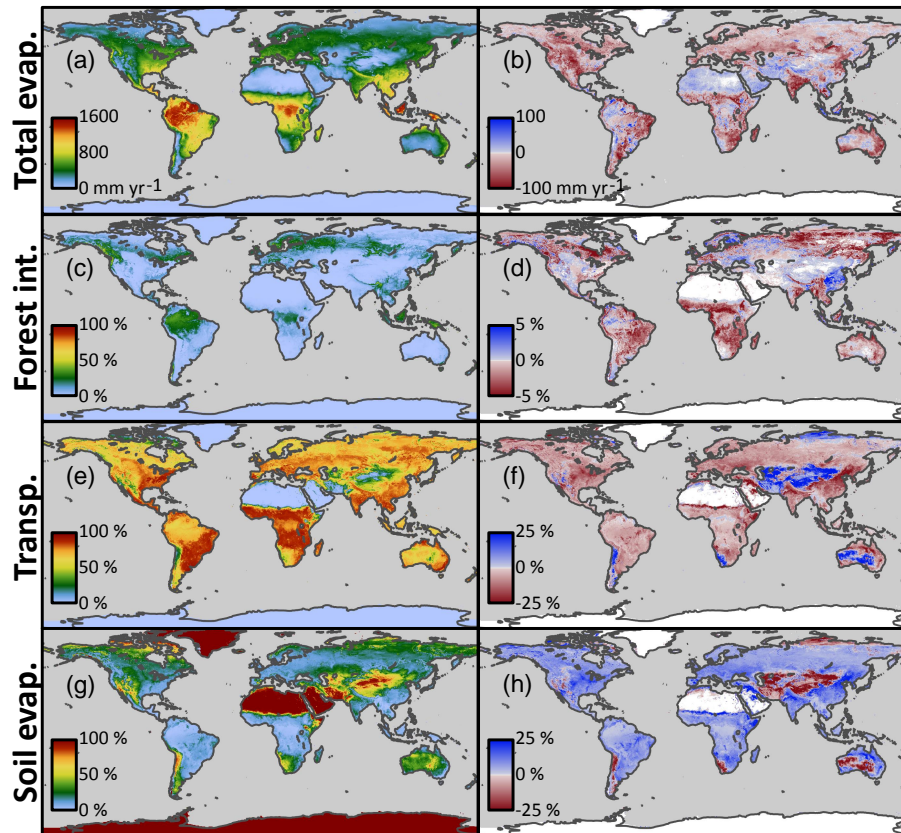 Total evap.
(a)
1600
800
0 mm yr⁻¹
(b)
100
0
-100 mm yr⁻¹
Forest int.
(c)
100 %
50 %
0 %
(d)
5 %
0 %
-5 %
Transp.
(e)
100 %
50 %
0 %
(f)
25 %
0 %
-25 %
Soil evap.
(g)
100 %
50 %
0 %
(h)
25 %
0 %
-25 %